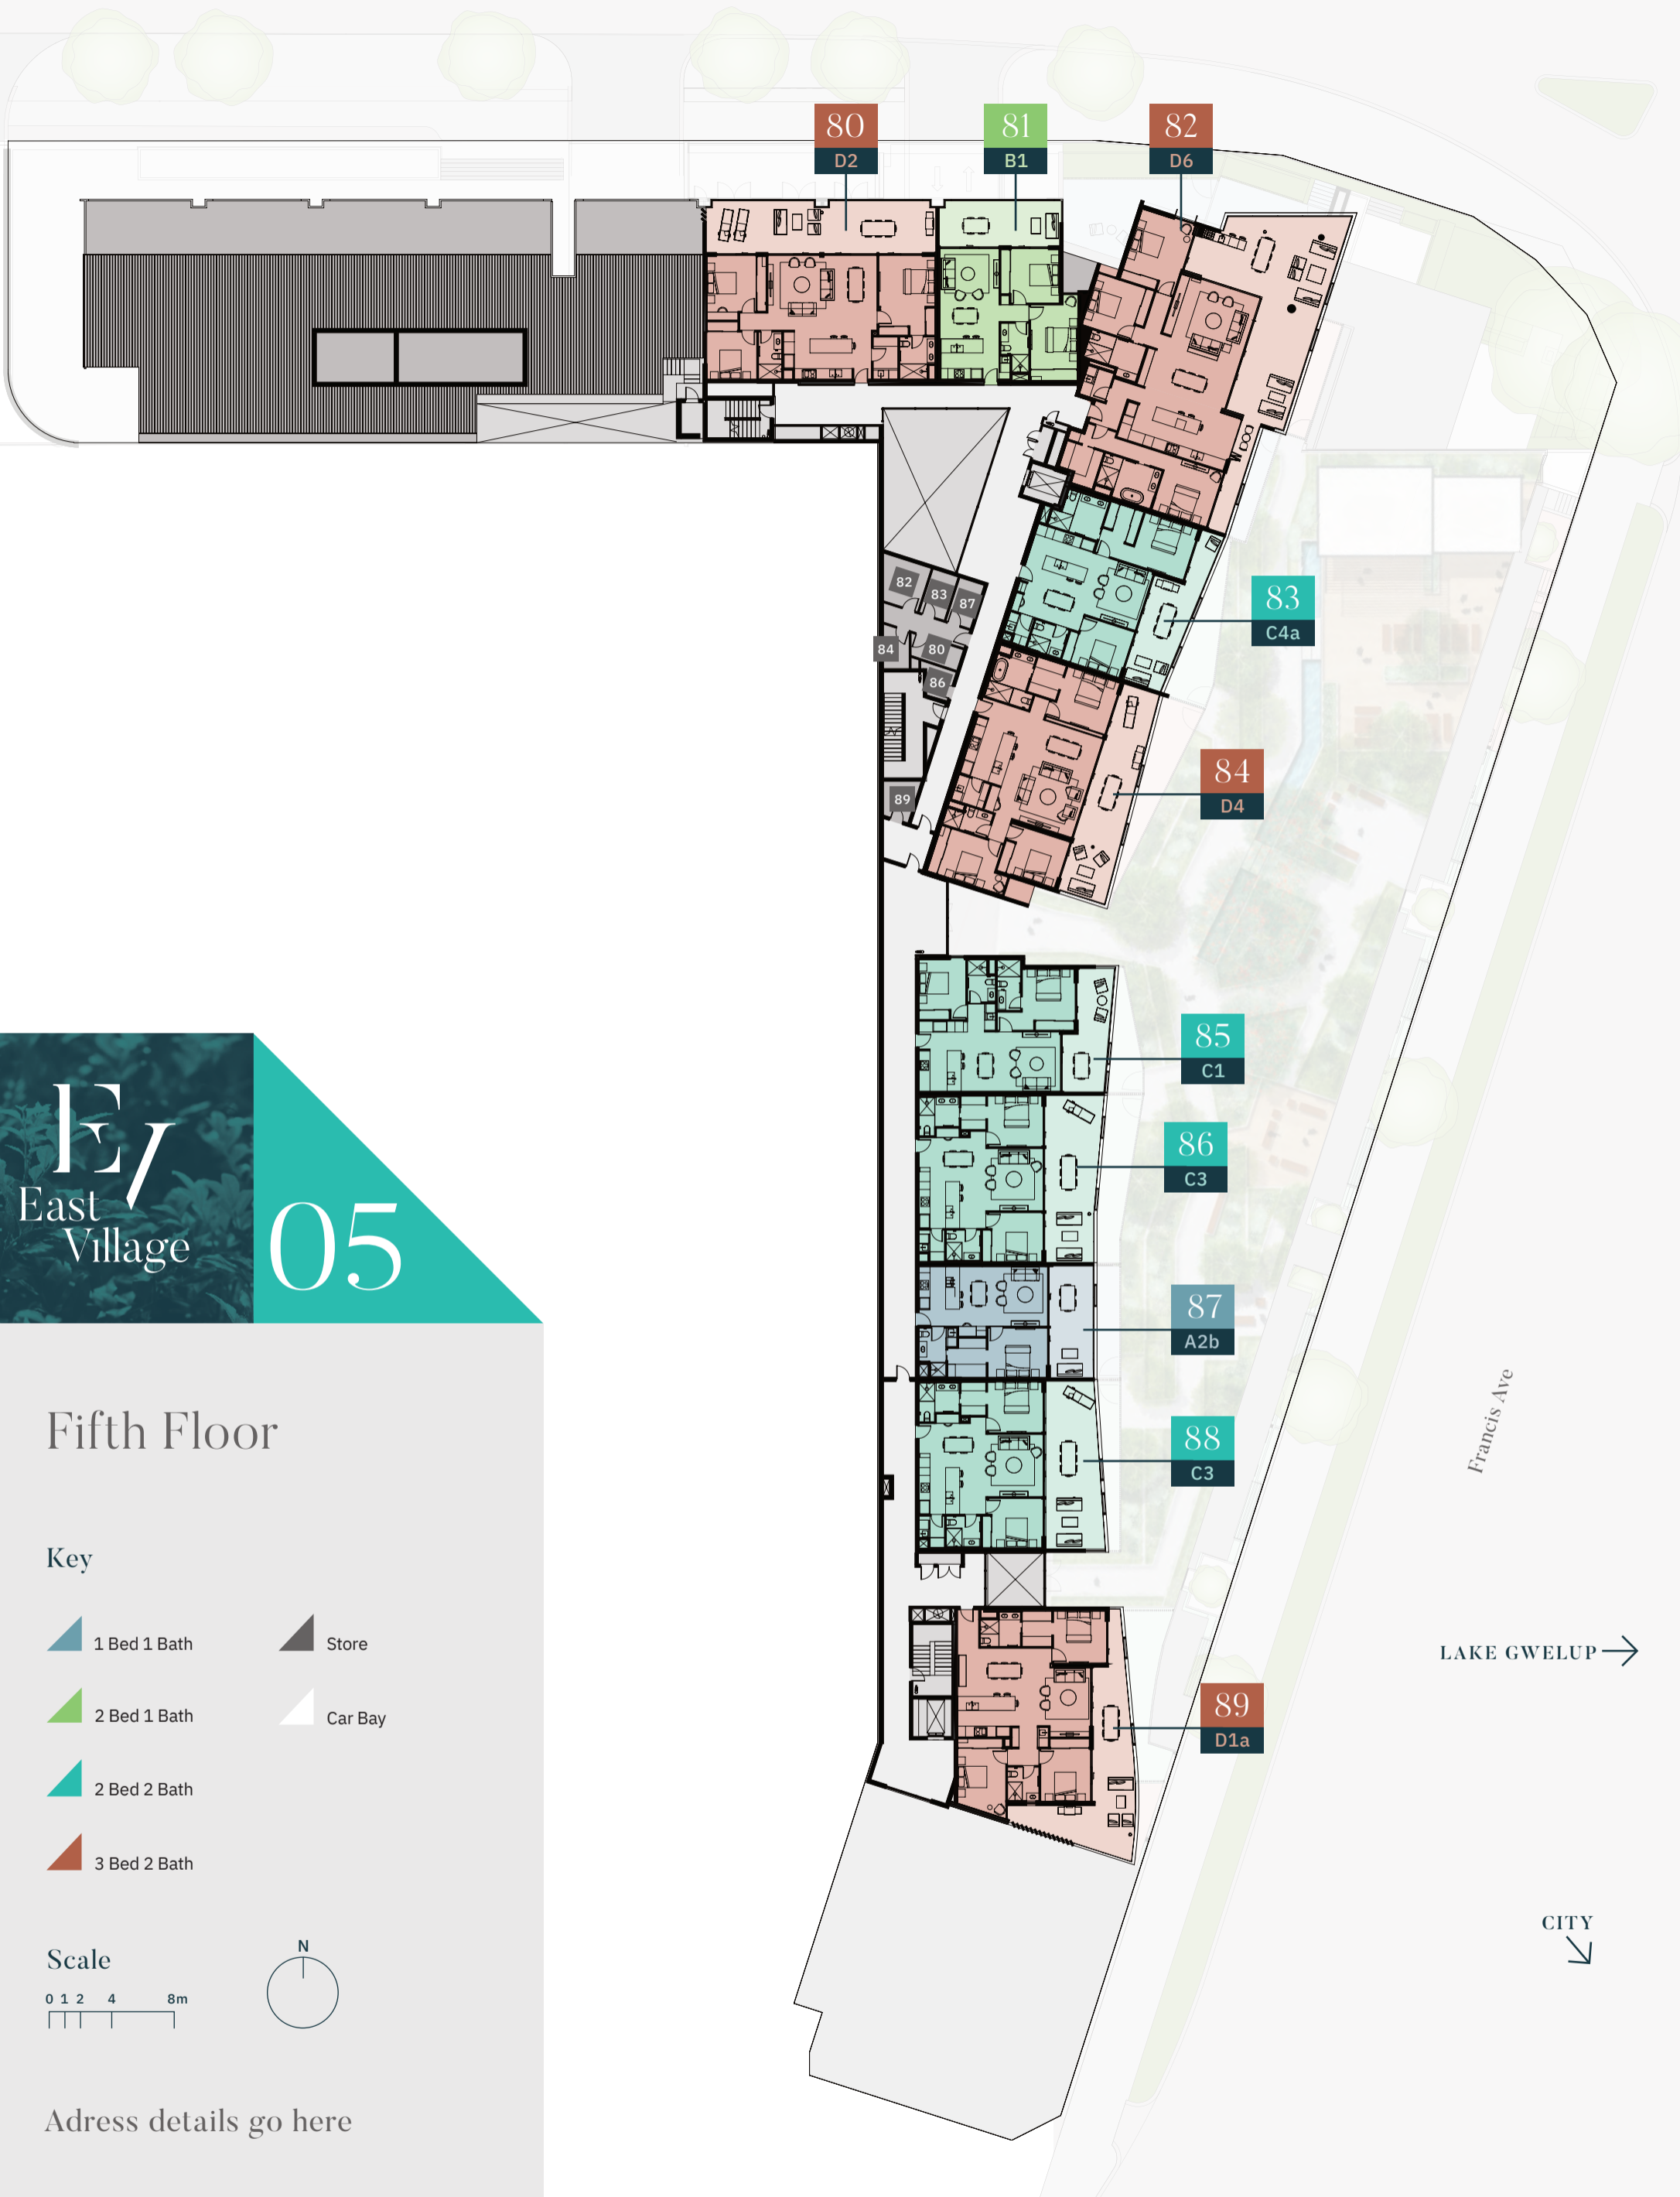 80
D2
81
B1
82
D6
83
C4a
82
83
87
84
80
86
84
D4
89
85
C1
86
C3
87
A2b
88
C3
89
D1a
EV
East
Village
05
Fifth Floor
Key
1 Bed 1 Bath
Store
2 Bed 1 Bath
Car Bay
2 Bed 2 Bath
3 Bed 2 Bath
Scale
0 1 2 4 8m
N
Adress details go here
Francis Ave
LAKE GWELUP
CITY